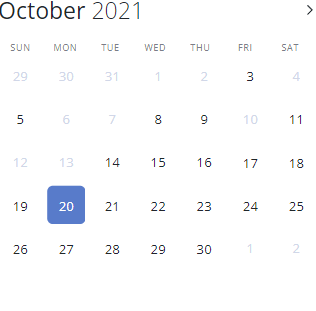 October 2021
SUN MON TUE WED THU FRI SAT
29 30 31 1 2 3 4
5 6 7 8 9 10 11
12 13 14 15 16 17 18
19 20 21 22 23 24 25
26 27 28 29 30 1 2